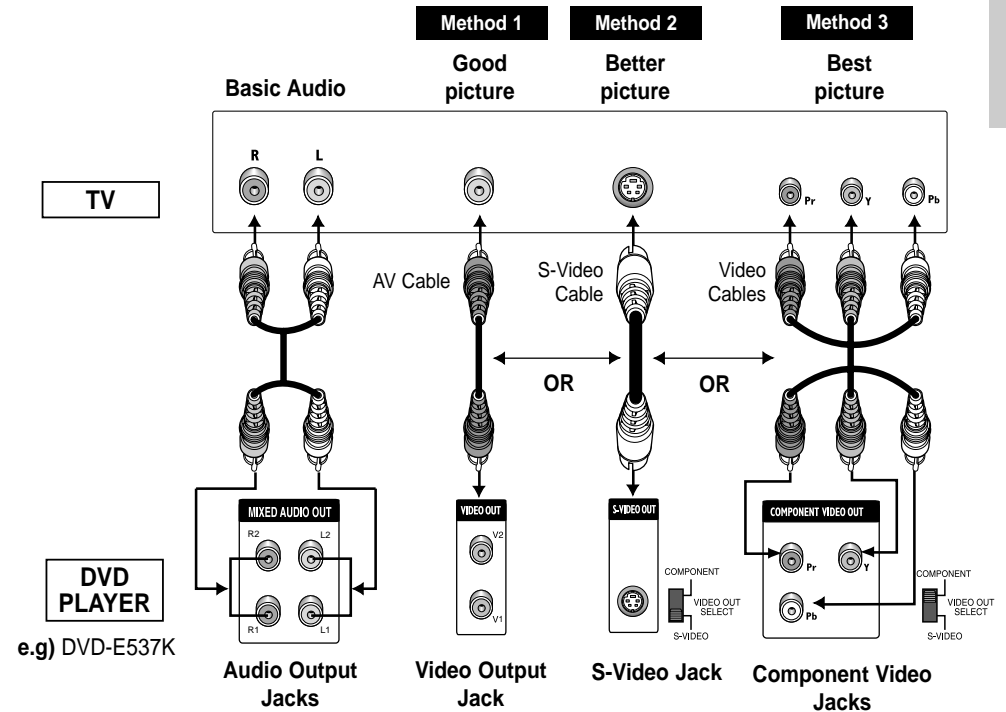 Method 1
Method 2
Method 3
Good
picture
Better
picture
Best
picture
Basic Audio
R
L
Pr
Y
Pb
TV
AV Cable
S-Video
Cable
Video
Cables
OR
OR
MIXED AUDIO OUT
R2
L2
R1
L1
VIDEO OUT
V2
V1
S-VIDEO OUT
COMPONENT
VIDEO OUT
SELECT
S-VIDEO
COMPONENT VIDEO OUT
Pr
Y
Pb
COMPONENT
VIDEO OUT
SELECT
S-VIDEO
DVD
PLAYER
e.g) DVD-E537K
Audio Output
Jacks
Video Output
Jack
S-Video Jack
Component Video
Jacks